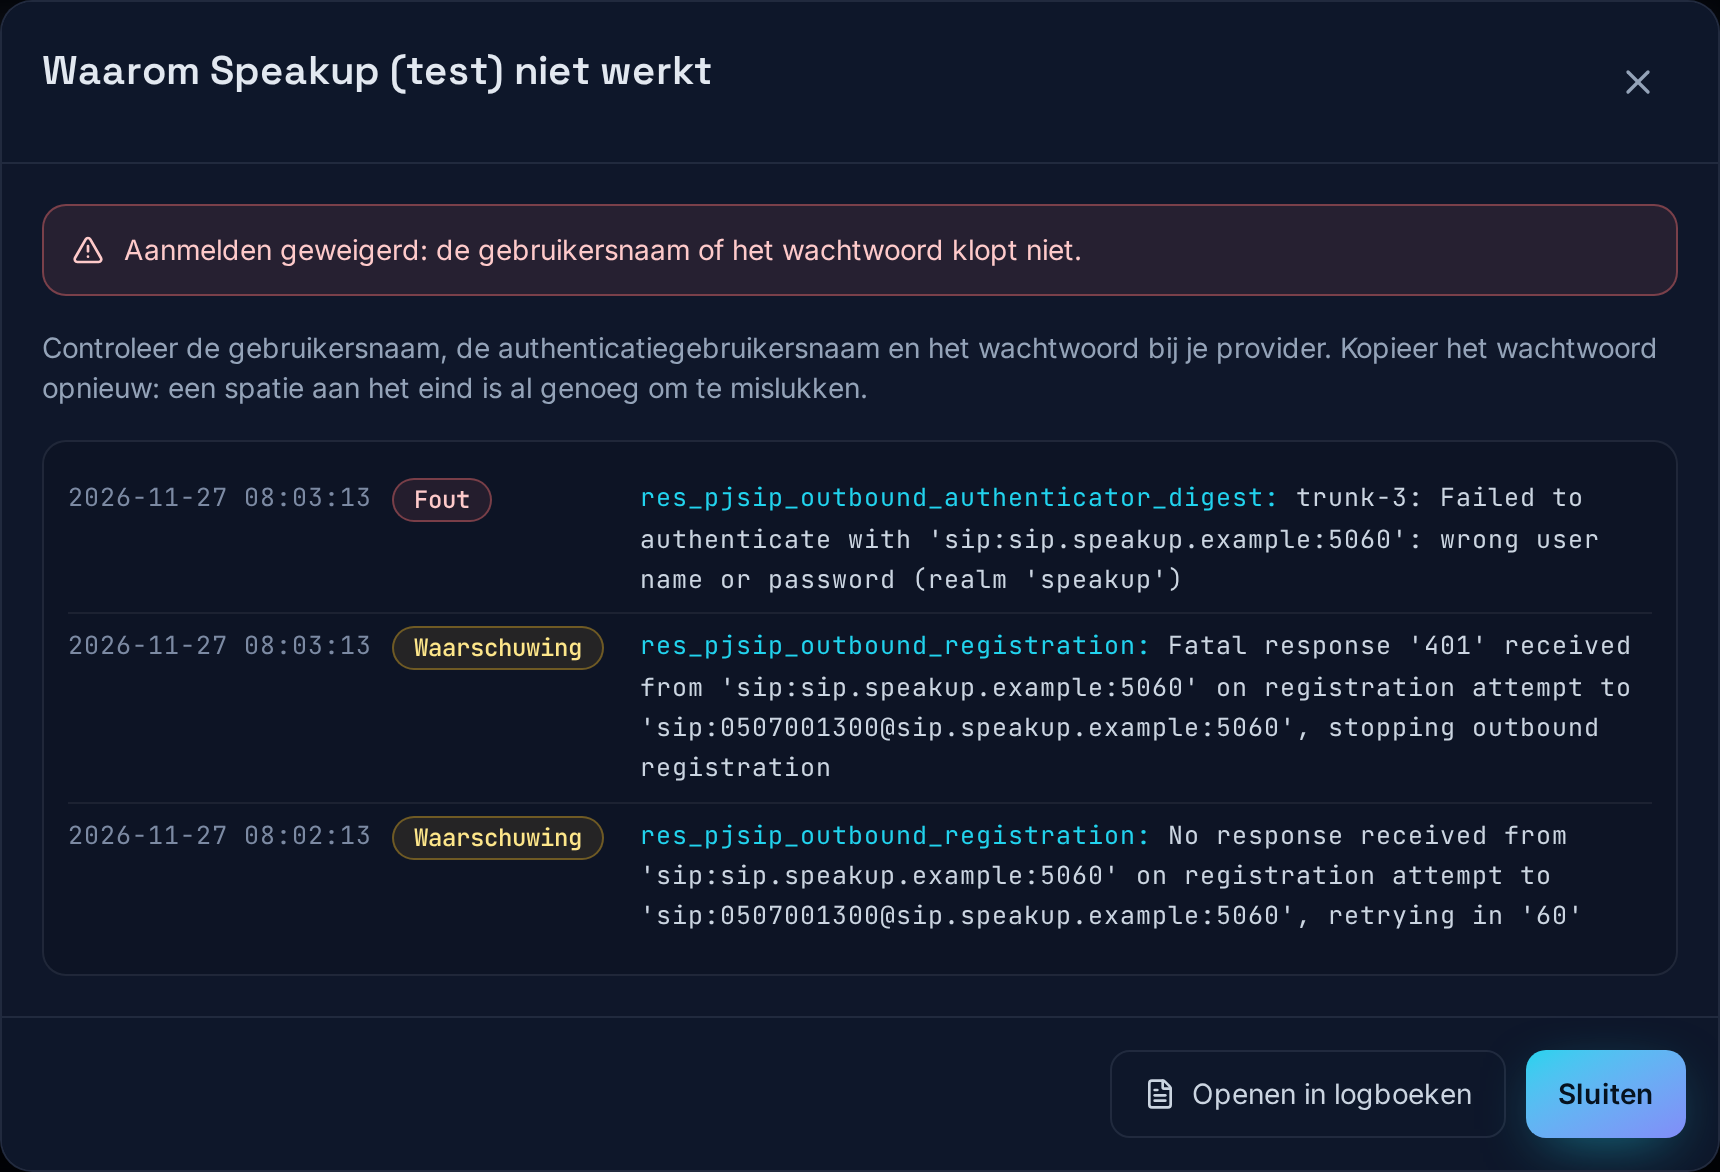 Waarom Speakup (test) niet werkt
Aanmelden geweigerd: de gebruikersnaam of het wachtwoord klopt niet.
Controleer de gebruikersnaam, de authenticatiegebruikersnaam en het wachtwoord bij je provider. Kopieer het wachtwoord
opnieuw: een spatie aan het eind is al genoeg om te mislukken.
2026-11-27 08:03:13 Fout res_pjsip_outbound_authenticator_digest: trunk-3: Failed to
authenticate with 'sip:sip.speakup.example:5060': wrong user
name or password (realm 'speakup')
2026-11-27 08:03:13 Waarschuwing res_pjsip_outbound_registration: Fatal response '401' received
from 'sip:sip.speakup.example:5060' on registration attempt to
'sip:0507001300@sip.speakup.example:5060', stopping outbound
registration
2026-11-27 08:02:13 Waarschuwing res_pjsip_outbound_registration: No response received from
'sip:sip.speakup.example:5060' on registration attempt to
'sip:0507001300@sip.speakup.example:5060', retrying in '60'
Openen in logboeken
Sluiten